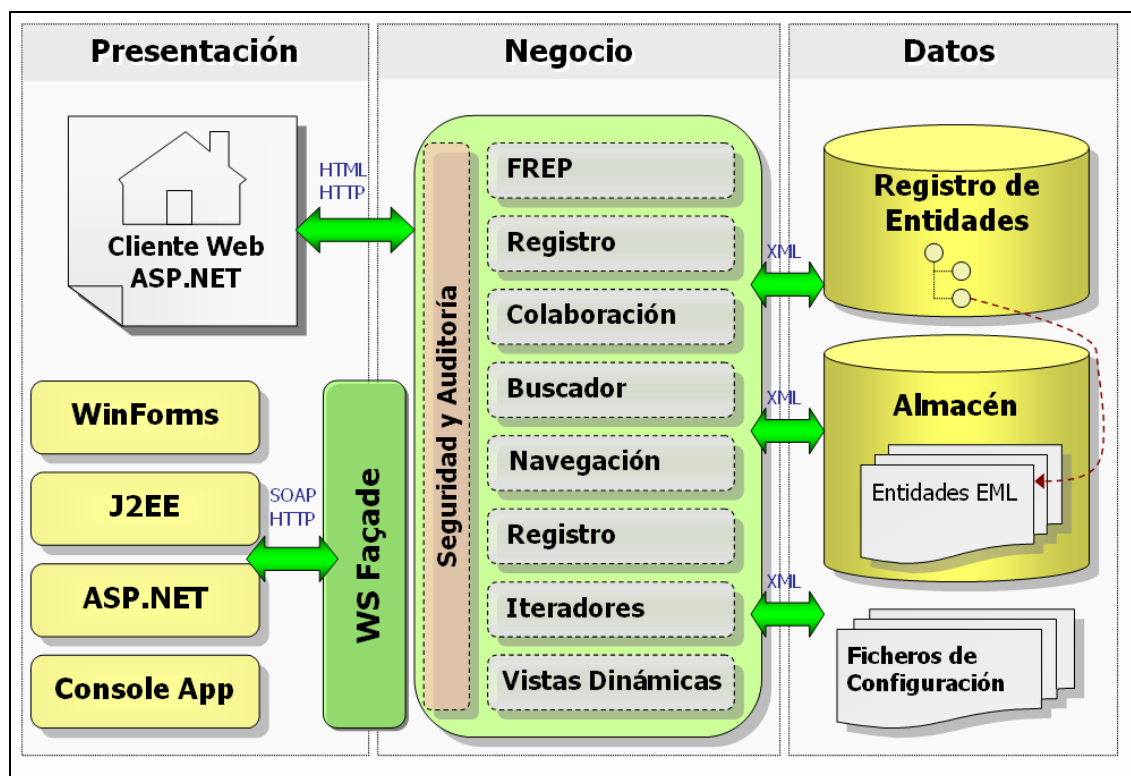 Presentación
Negocio
Datos
Cliente Web
ASP.NET
HTML
HTTP
WinForms
J2EE
ASP.NET
Console App
SOAP
HTTP
WS Façade
Seguridad y Auditoría
FREP
Registro
Colaboración
Buscador
Navegación
Registro
Iteradores
Vistas Dinámicas
XML
XML
XML
Registro de
Entidades
Almacén
Entidades EML
Ficheros de
Configuración